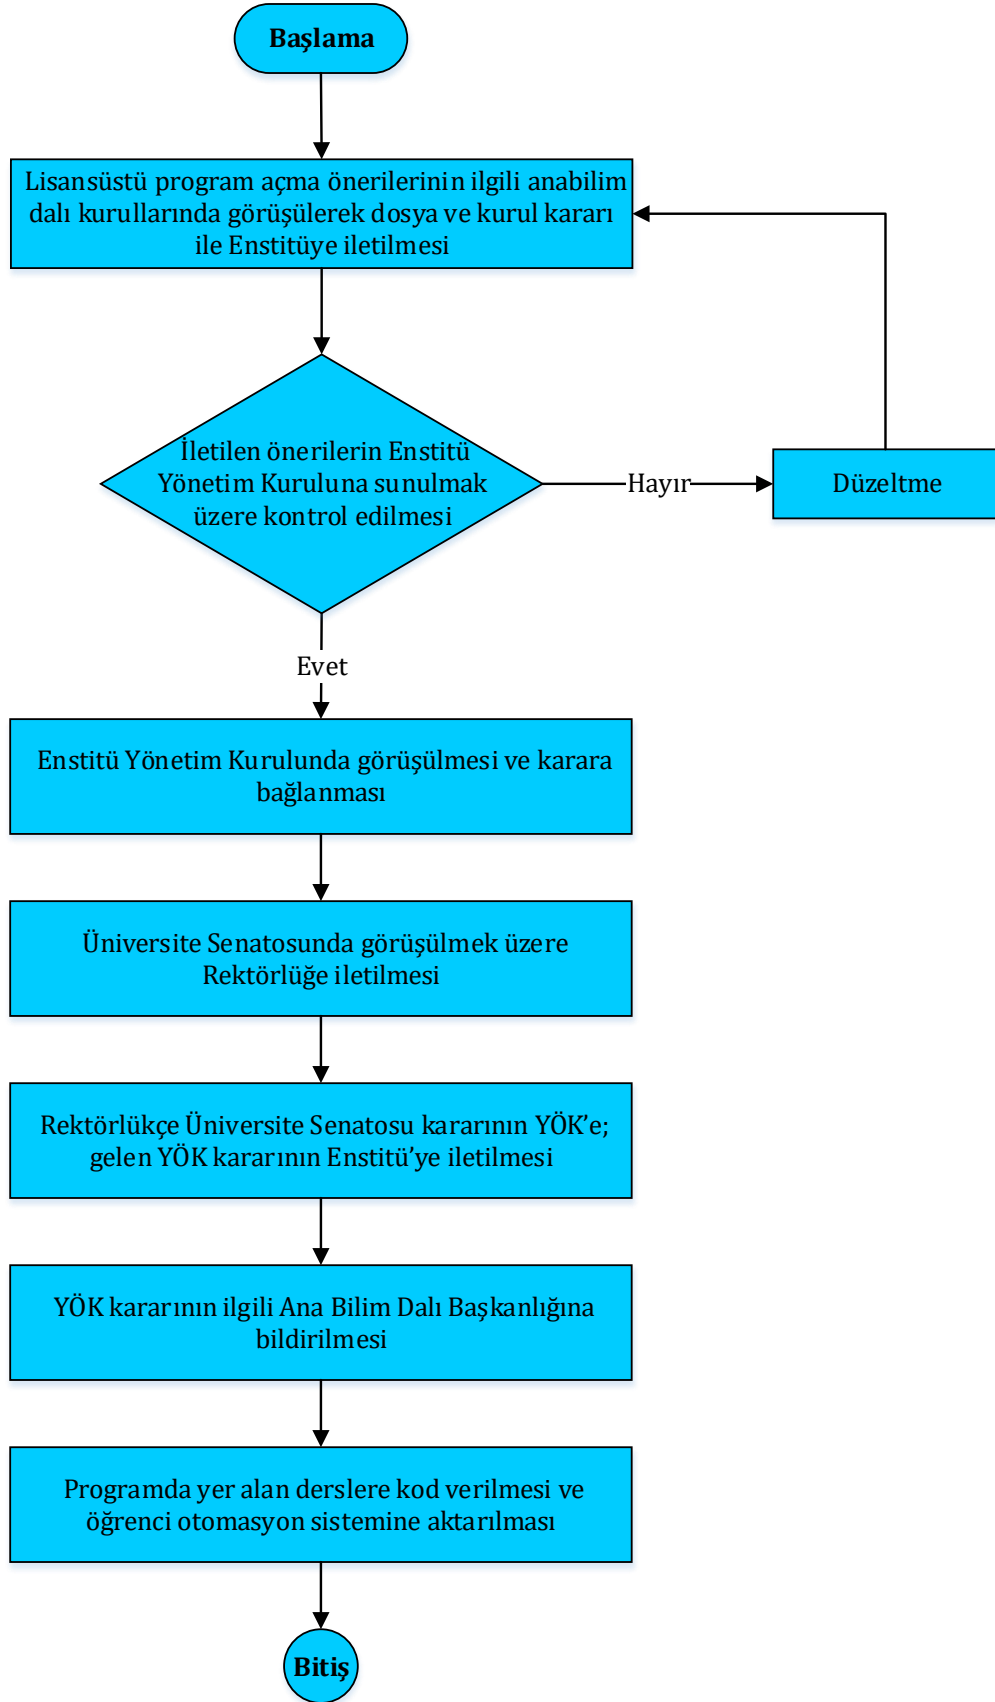 Başlama
Lisansüstü program açma önerilerinin ilgili anabilim
dalı kurullarında görüşülerek dosya ve kurul kararı
ile Enstitüye iletilmesi
İletilen önerilerin Enstitü
Yönetim Kuruluna sunulmak
üzere kontrol edilmesi
Hayır
Düzeltme
Evet
Enstitü Yönetim Kurulunda görüşülmesi ve karara
bağlanması
Üniversite Senatosunda görüşülmek üzere
Rektörlüğe iletilmesi
Rektörlükçe Üniversite Senatosu kararının YÖK’e;
gelen YÖK kararının Enstitü’ye iletilmesi
YÖK kararının ilgili Ana Bilim Dalı Başkanlığına
bildirilmesi
Programda yer alan derslere kod verilmesi ve
öğrenci otomasyon sistemine aktarılması
Bitiş